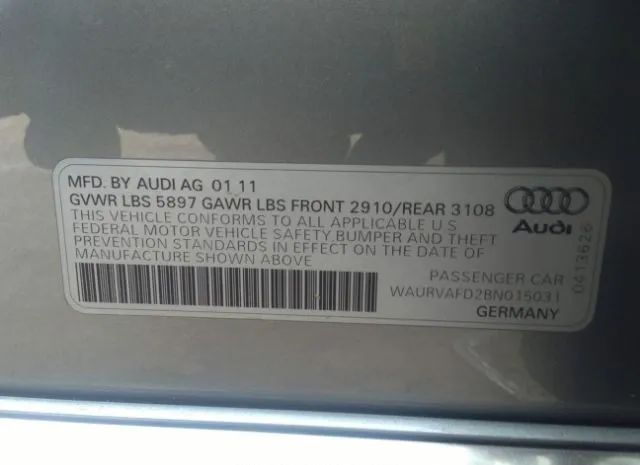 MFD. BY AUDI AG 01 11
GVWR LBS 5897 GAWR LBS FRONT 2910/REAR 3108
THIS VEHICLE CONFORMS TO ALL APPLICABLE U S
FEDERAL MOTOR VEHICLE SAFETY, BUMPER AND THEFT
PREVENTION STANDARDS IN EFFECT ON THE DATE OF
MANUFACTURE SHOWN ABOVE
Audi
PASSENGER CAR
WAURVAFD2BN015031
GERMANY
0413626